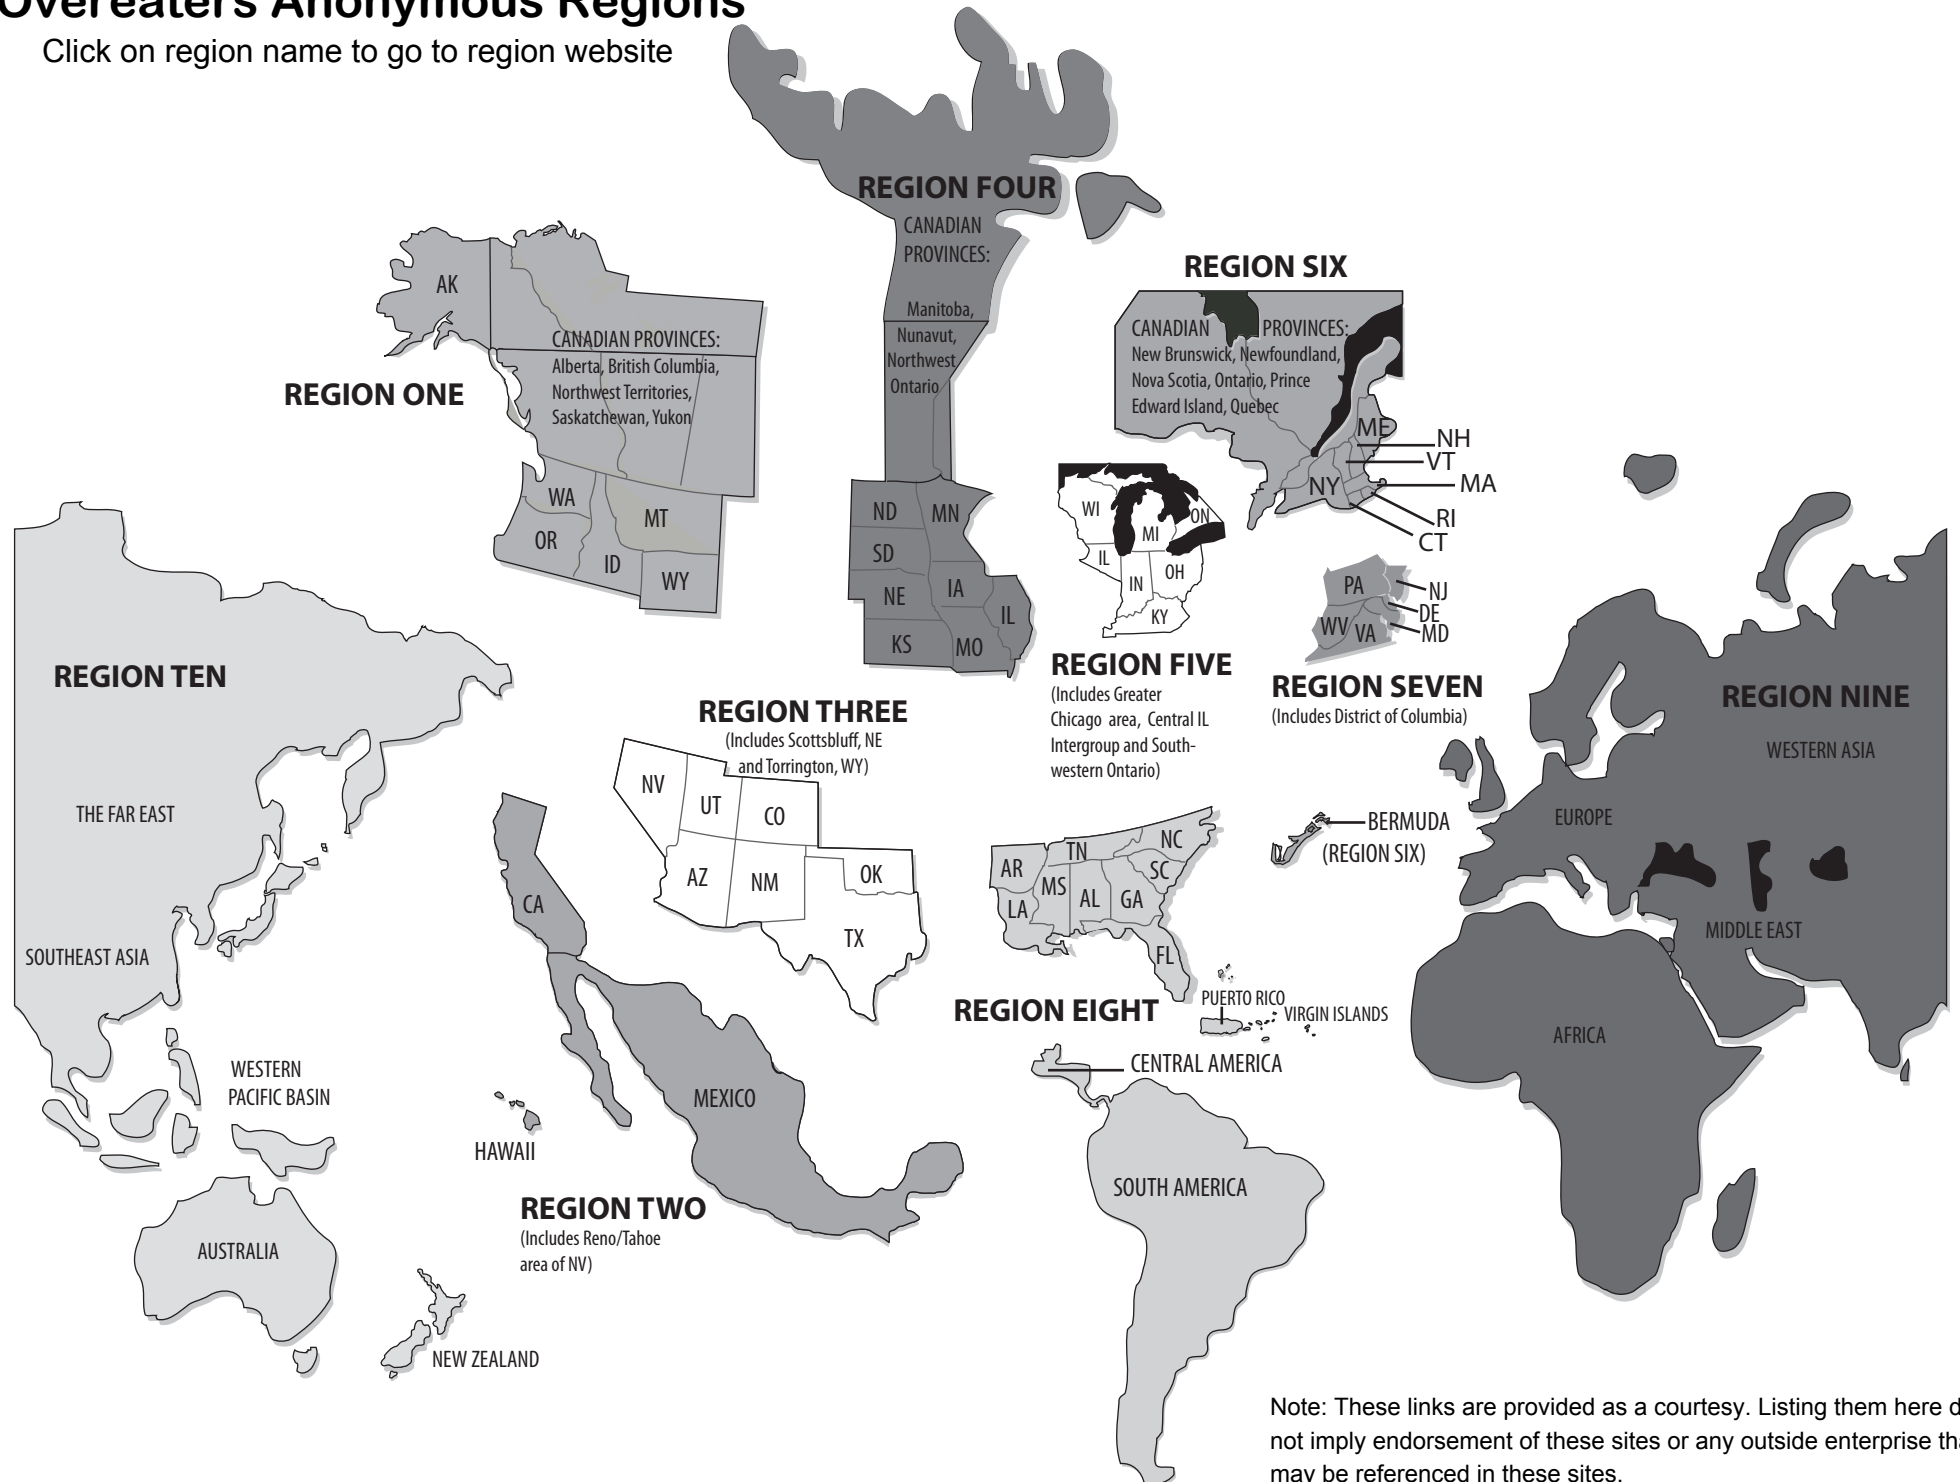 Overeaters Anonymous Regions
Click on region name to go to region website
REGION FOUR
CANADIAN
PROVINCES:
Manitoba,
Nunavut,
Northwest
Ontario
ND
MN
SD
NE
IA
IL
KS
MO
REGION ONE
AK
CANADIAN PROVINCES:
Alberta, British Columbia,
Northwest Territories,
Saskatchewan, Yukon
WA
MT
OR
ID
WY
REGION SIX
CANADIAN PROVINCES:
New Brunswick, Newfoundland,
Nova Scotia, Ontario, Prince
Edward Island, Quebec
ME
NH
VT
NY
MA
RI
CT
WI
MI
ON
IL
IN
OH
KY
REGION FIVE
(Includes Greater
Chicago area, Central IL
Intergroup and South-
western Ontario)
PA
NJ
DE
WV
VA
MD
REGION SEVEN
(Includes District of Columbia)
REGION TEN
THE FAR EAST
SOUTHEAST ASIA
WESTERN
PACIFIC BASIN
AUSTRALIA
NEW ZEALAND
REGION THREE
(Includes Scottsbluff, NE
and Torrington, WY)
NV
UT
CO
AZ
NM
OK
TX
CA
MEXICO
HAWAII
REGION TWO
(Includes Reno/Tahoe
area of NV)
AR
TN
NC
SC
MS
AL
GA
LA
FL
REGION EIGHT
PUERTO RICO
VIRGIN ISLANDS
CENTRAL AMERICA
SOUTH AMERICA
BERMUDA
(REGION SIX)
REGION NINE
WESTERN ASIA
EUROPE
MIDDLE EAST
AFRICA
Note: These links are provided as a courtesy. Listing them here d
not imply endorsement of these sites or any outside enterprise tha
may be referenced in these sites.